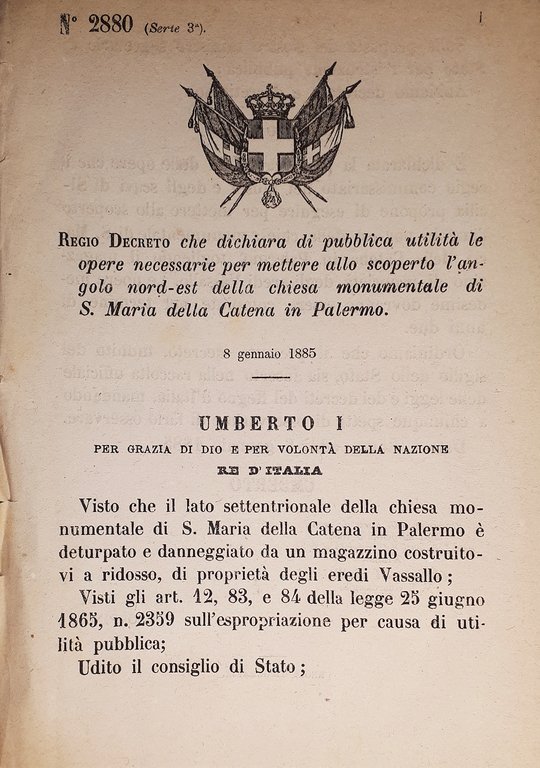 N° 2880 (Serie 3ª).
REGIO DECRETO che dichiara di pubblica utilità le
opere necessarie per mettere allo scoperto l'an-
golo nord-est della chiesa monumentale di
S. Maria della Catena in Palermo.
8 gennaio 1885
UMBERTO I
PER GRAZIA DI DIO E PER VOLONTÀ DELLA NAZIONE
RE D'ITALIA
Visto che il lato settentrionale della chiesa mo-
numentale di S. Maria della Catena in Palermo è
deturpato e danneggiato da un magazzino costruito-
vi a ridosso, di proprietà degli eredi Vassallo;
Visti gli art. 12, 83, e 84 della legge 25 giugno
1865, n. 2359 sull'espropriazione per causa di uti-
lità pubblica;
Udito il consiglio di Stato;